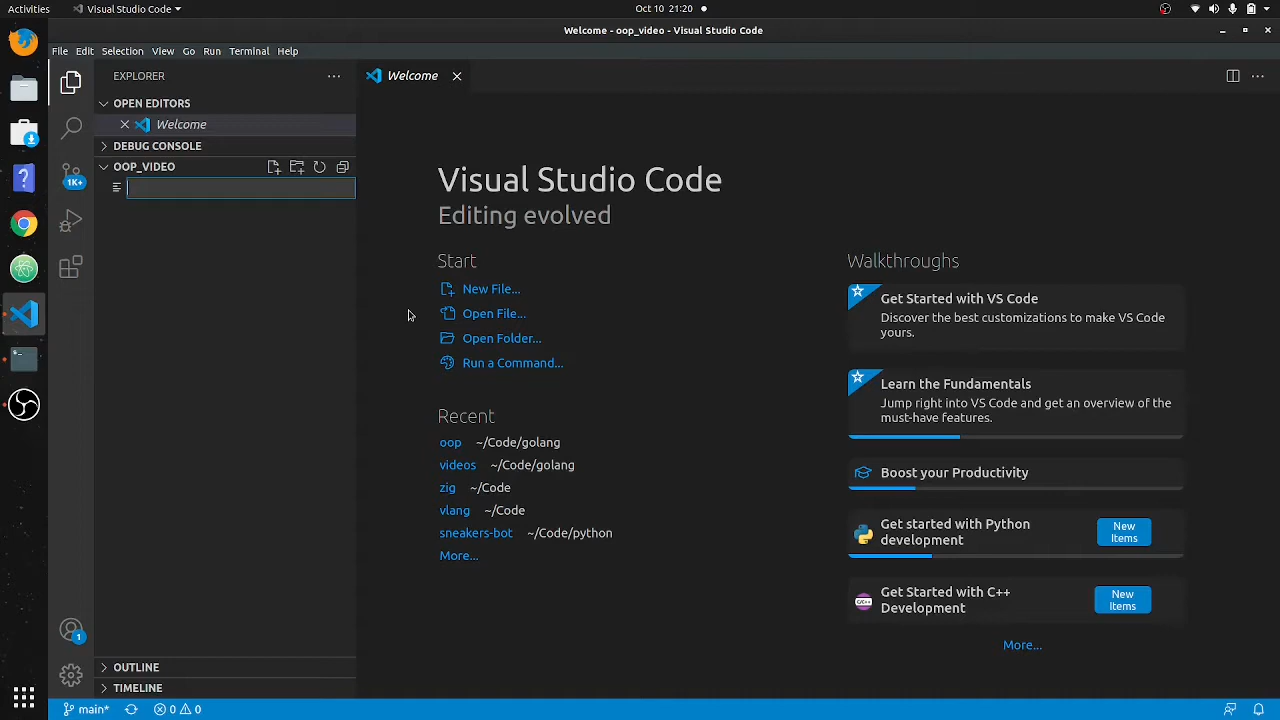 Activities
Visual Studio Code
Oct 10 21:20
Welcome - oop_video - Visual Studio Code
File Edit Selection View Go Run Terminal Help
EXPLORER
Welcome
OPEN EDITORS
Welcome
DEBUG CONSOLE
OOP_VIDEO
1K+
Visual Studio Code
Editing evolved
Start
New File...
Open File...
Open Folder...
Run a Command...
Recent
oop ~/Code/golang
videos ~/Code/golang
zig ~/Code
vlang ~/Code
sneakers-bot ~/Code/python
More...
Walkthroughs
Get Started with VS Code
Discover the best customizations to make VS Code
yours.
Learn the Fundamentals
Jump right into VS Code and get an overview of the
must-have features.
Boost your Productivity
Get started with Python
development
New
Items
Get Started with C++
Development
New
Items
More...
1
OUTLINE
TIMELINE
main*
0 0